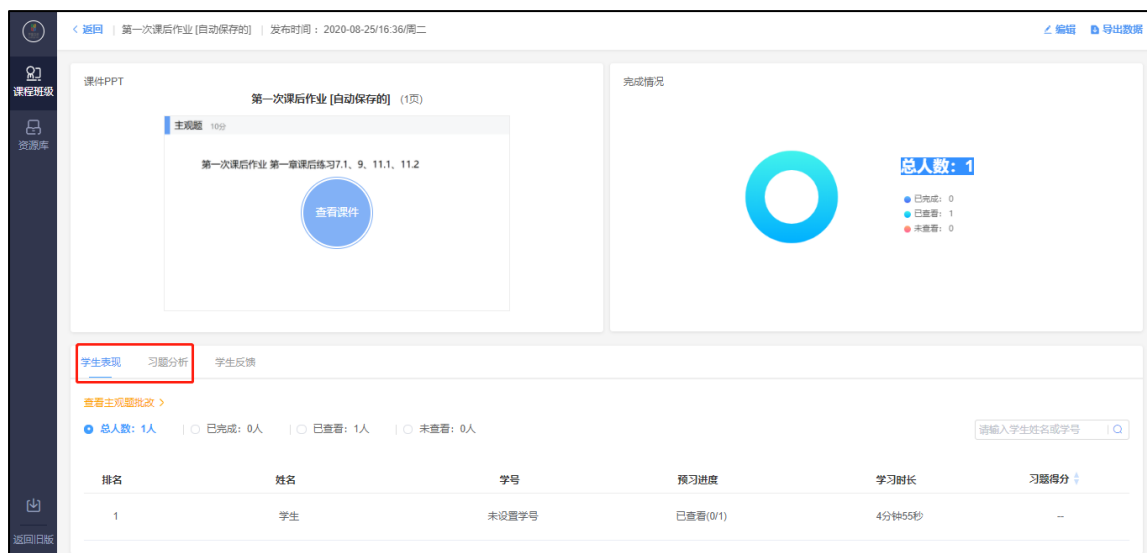 返回 | 第一次课后作业 [自动保存的] | 发布时间： 2020-08-25/16:36/周二 编辑 导出数据
课程班级
资源库
课件PPT
第一次课后作业 [自动保存的] (1页)
主观题 10分
第一次课后作业 第一章课后练习7.1、9、11.1、11.2
查看课件
完成情况
总人数：1
已完成：0
已查看：1
未查看：0
学生表现 习题分析 学生反馈
查看主观题批改 >
总人数：1人 | 已完成：0人 | 已查看：1人 | 未查看：0人 请输入学生姓名或学号
排名 姓名 学号 预习进度 学习时长 习题得分
1 学生 未设置学号 已查看(0/1) 4分钟55秒 --
返回旧版